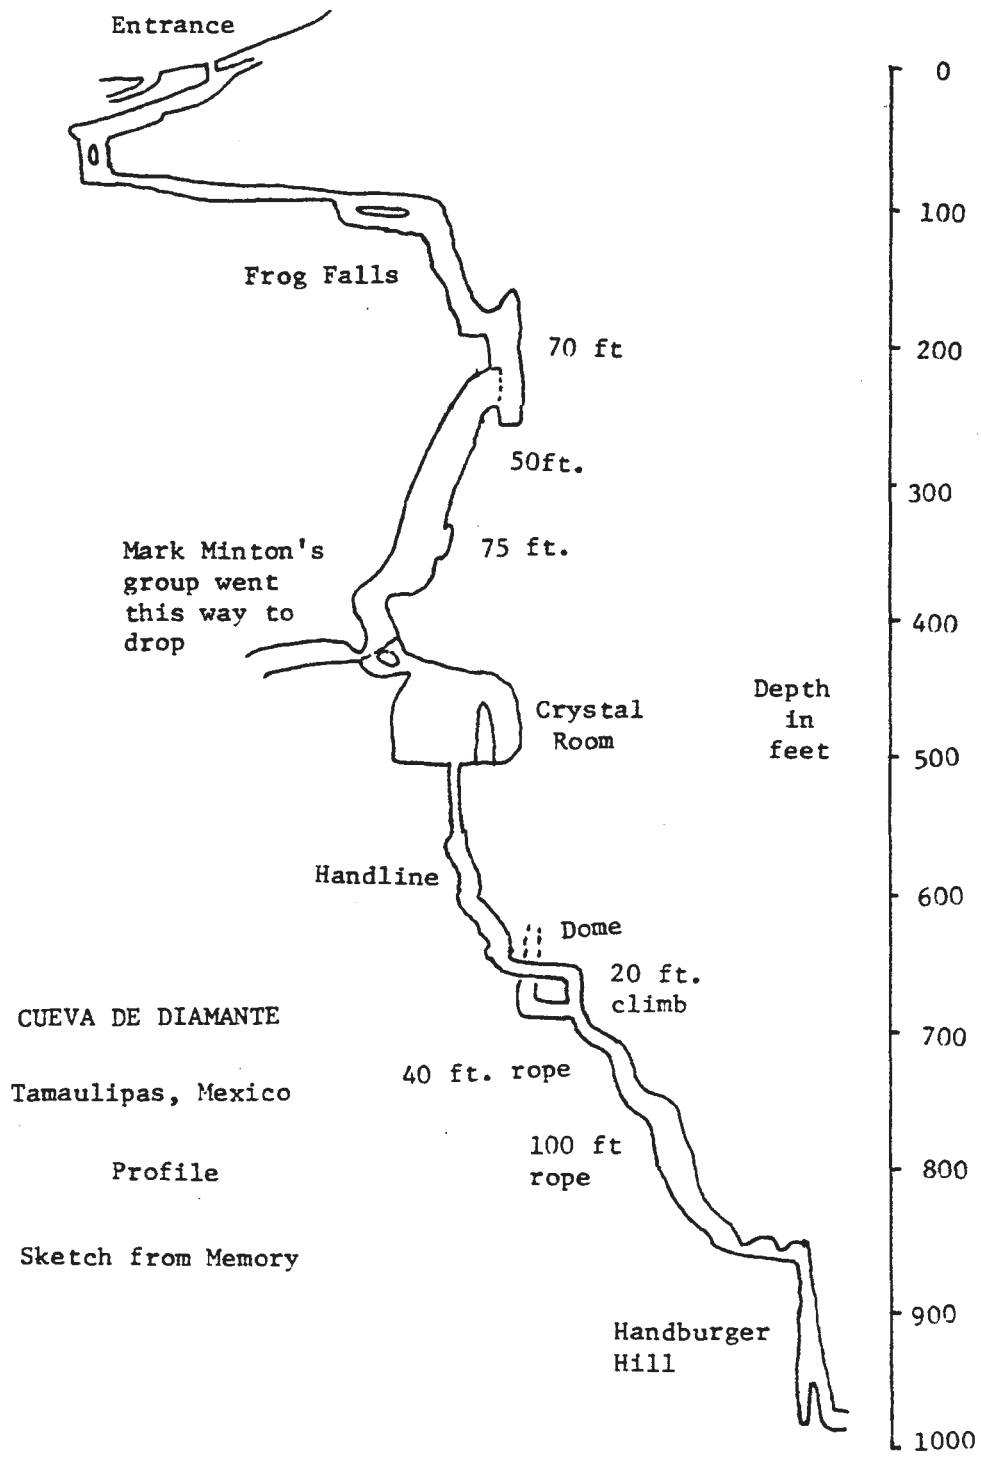 Entrance
0
100
Frog Falls
70 ft
200
50ft.
300
75 ft.
Mark Minton's
group went
this way to
drop
400
Crystal
Room
Depth
in
feet
500
Handline
600
Dome
20 ft.
climb
CUEVA DE DIAMANTE
700
40 ft. rope
Tamaulipas, Mexico
100 ft
rope
Profile
800
Sketch from Memory
900
Handburger
Hill
1000